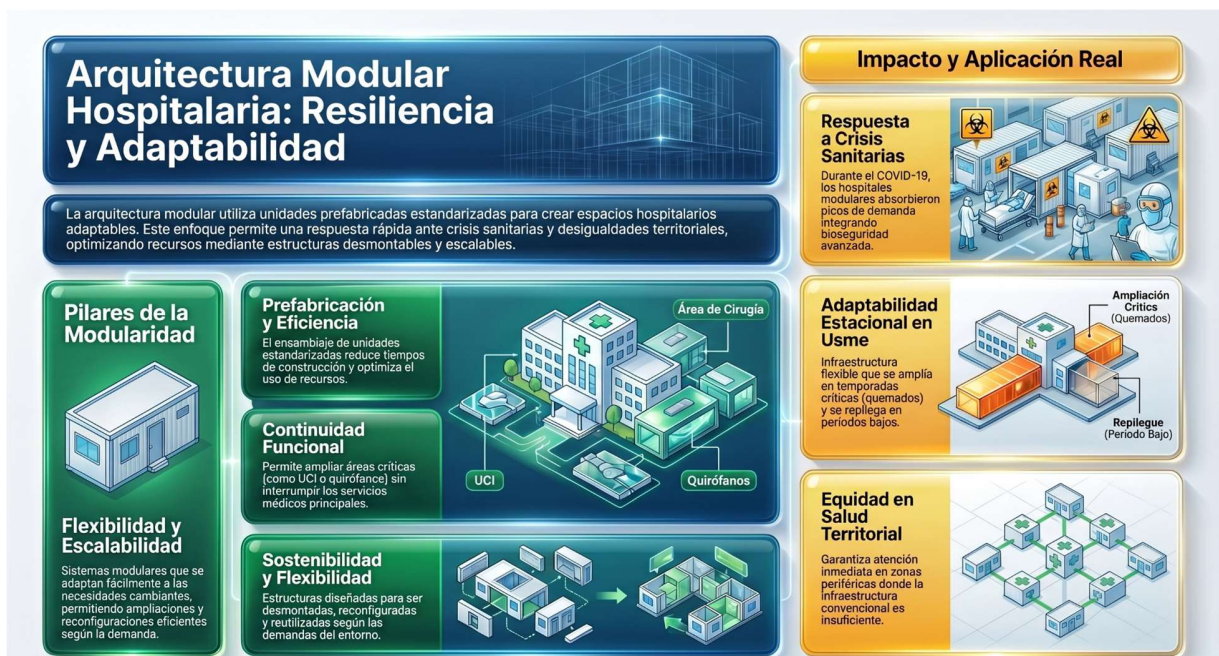 Arquitectura Modular
Hospitalaria: Resiliencia
y Adaptabilidad
La arquitectura modular utiliza unidades prefabricadas estandarizadas para crear espacios hospitalarios
adaptables. Este enfoque permite una respuesta rápida ante crisis sanitarias y desigualdades territoriales,
optimizando recursos mediante estructuras desmontables y escalables.
Pilares de la
Modularidad
Flexibilidad y
Escalabilidad
Sistemas modulares que se
adaptan fácilmente a las
necesidades cambiantes,
permitiendo ampliaciones y
reconfiguraciones eficientes
según la demanda.
Prefabricación
y Eficiencia
El ensambiaje de unidades
estandarizadas reduce tiempos
de construcción y optimiza el
uso de recursos.
Continuidad
Funcional
Permite ampliar áreas críticas
(como UCI o quirófance) sin
interrumpir los servicios
médicos principales.
Área de Cirugía
UCI
Quirófanos
Sostenibilidad
y Flexibilidad
Estructuras diseñadas para ser
desmontadas, reconfiguradas
y reutilizadas según las
demandas del entorno.
Impacto y Aplicación Real
Respuesta
a Crisis
Sanitarias
Durante el COVID-19,
los hospitales
modulares absorbieron
picos de demanda
integrando
bioseguridad
avanzada.
Adaptabilidad
Estacional en
Usme
Infraestructura
flexible que se amplía
en temporadas
críticas (quemados)
y se repllega en
períodos bajos.
Ampliación
Critics
(Quemados)
Repilegue
(Periodo Bajo)
Equidad en
Salud
Territorial
Garantiza atención
inmediata en zonas
periféricas donde la
infraestructura
convencional es
insuficiente.